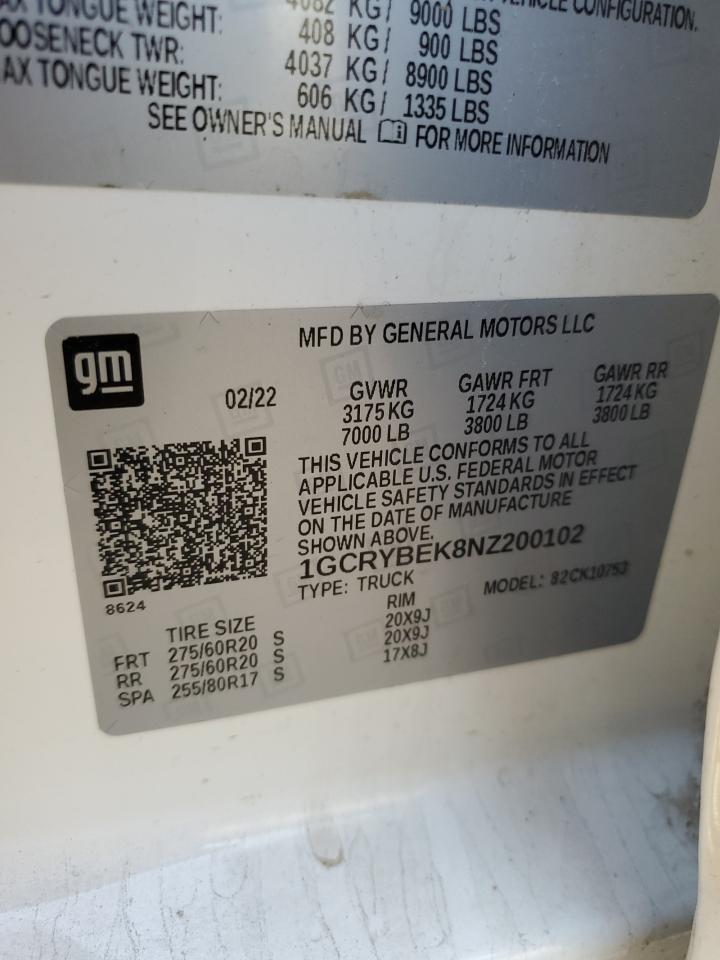 TONGUE WEIGHT: 4082 KG/ 9000 LBS VEHICLE CONFIGURATION.
408 KG/ 900 LBS
TWR: 4037 KG/ 8900 LBS
TONGUE WEIGHT: 606 KG/ 1335 LBS
SEE OWNER'S MANUAL FOR MORE INFORMATION
gm
MFD BY GENERAL MOTORS LLC
02/22
GVWR GAWR FRT GAWR RR
3175 KG 1724 KG 1724 KG
7000 LB 3800 LB 3800 LB
THIS VEHICLE CONFORMS TO ALL
APPLICABLE U.S. FEDERAL MOTOR
VEHICLE SAFETY STANDARDS IN EFFECT
ON THE DATE OF MANUFACTURE
SHOWN ABOVE.
1GCRYBEK8NZ200102
TYPE: TRUCK MODEL: 82CK10753
8624
TIRE SIZE RIM
FRT 275/60R20 S 20X9J
RR 275/60R20 S 20X9J
SPA 255/80R17 S 17X8J